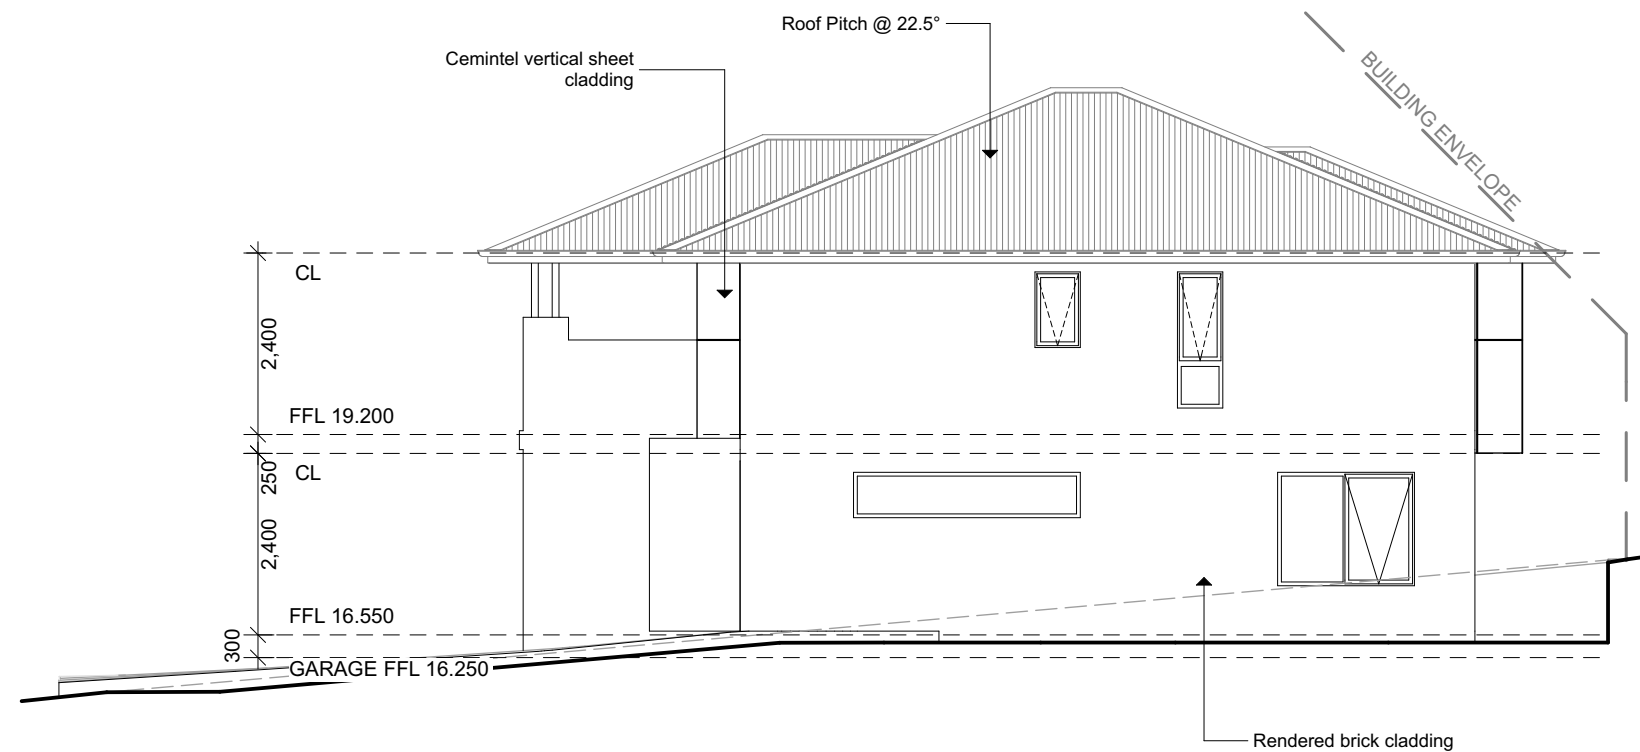 Roof Pitch @ 22.5°
Cemintel vertical sheet
cladding
BUILDING ENVELOPE
CL
2,400
FFL 19.200
250
CL
2,400
FFL 16.550
300
GARAGE FFL 16.250
Rendered brick cladding